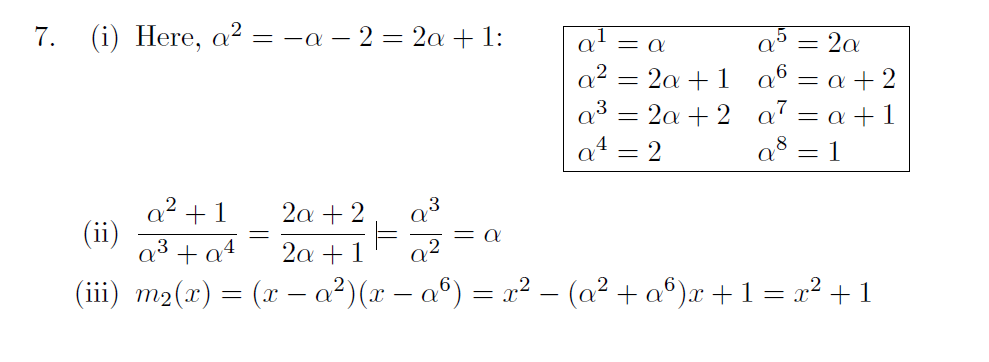 7. (i) Here, α² = −α − 2 = 2α + 1:
α¹ = α α⁵ = 2α
α² = 2α + 1 α⁶ = α + 2
α³ = 2α + 2 α⁷ = α + 1
α⁴ = 2 α⁸ = 1
(ii) (α² + 1)/(α³ + α⁴) = (2α + 2)/(2α + 1) ⊨ α³/α² = α
(iii) m₂(x) = (x − α²)(x − α⁶) = x² − (α² + α⁶)x + 1 = x² + 1